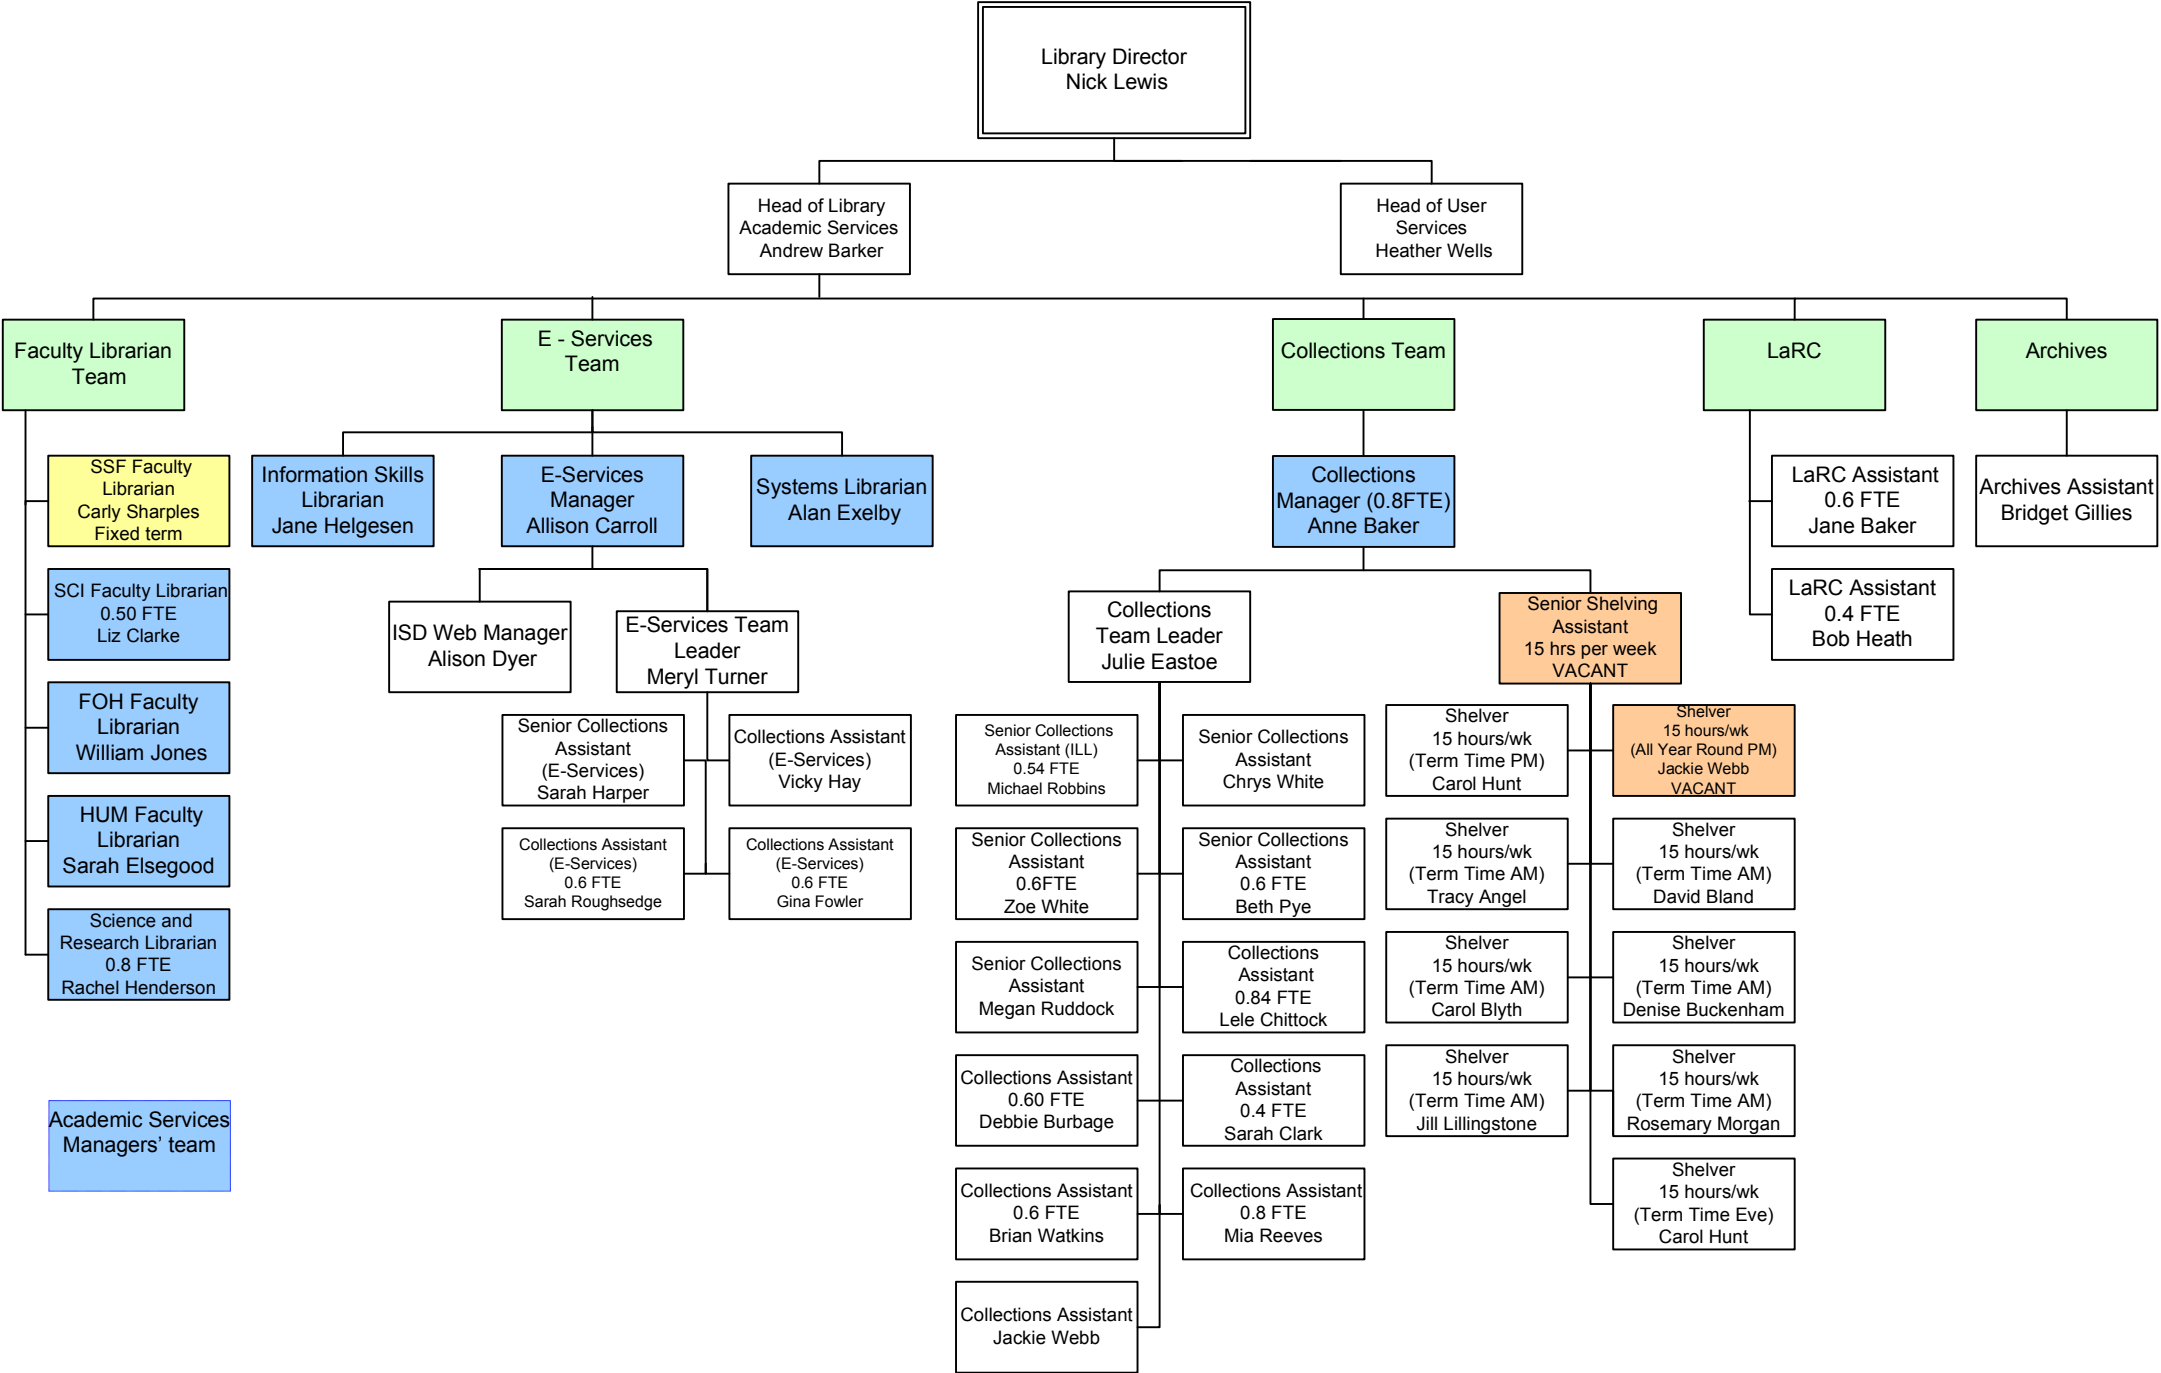 Library Director
Nick Lewis
Head of Library
Academic Services
Andrew Barker
Head of User
Services
Heather Wells
Faculty Librarian
Team
E - Services
Team
Collections Team
LaRC
Archives
SSF Faculty
Librarian
Carly Sharples
Fixed term
SCI Faculty Librarian
0.50 FTE
Liz Clarke
FOH Faculty
Librarian
William Jones
HUM Faculty
Librarian
Sarah Elsegood
Science and
Research Librarian
0.8 FTE
Rachel Henderson
Academic Services
Managers’ team
Information Skills
Librarian
Jane Helgesen
E-Services
Manager
Allison Carroll
Systems Librarian
Alan Exelby
ISD Web Manager
Alison Dyer
E-Services Team
Leader
Meryl Turner
Senior Collections
Assistant
(E-Services)
Sarah Harper
Collections Assistant
(E-Services)
Vicky Hay
Collections Assistant
(E-Services)
0.6 FTE
Sarah Roughsedge
Collections Assistant
(E-Services)
0.6 FTE
Gina Fowler
Collections
Manager (0.8FTE)
Anne Baker
Collections
Team Leader
Julie Eastoe
Senior Collections
Assistant (ILL)
0.54 FTE
Michael Robbins
Senior Collections
Assistant
Chrys White
Senior Collections
Assistant
0.6FTE
Zoe White
Senior Collections
Assistant
0.6 FTE
Beth Pye
Senior Collections
Assistant
Megan Ruddock
Collections
Assistant
0.84 FTE
Lele Chittock
Collections Assistant
0.60 FTE
Debbie Burbage
Collections
Assistant
0.4 FTE
Sarah Clark
Collections Assistant
0.6 FTE
Brian Watkins
Collections Assistant
0.8 FTE
Mia Reeves
Collections Assistant
Jackie Webb
Senior Shelving
Assistant
15 hrs per week
VACANT
Shelver
15 hours/wk
(Term Time PM)
Carol Hunt
Shelver
15 hours/wk
(All Year Round PM)
Jackie Webb
VACANT
Shelver
15 hours/wk
(Term Time AM)
Tracy Angel
Shelver
15 hours/wk
(Term Time AM)
David Bland
Shelver
15 hours/wk
(Term Time AM)
Carol Blyth
Shelver
15 hours/wk
(Term Time AM)
Denise Buckenham
Shelver
15 hours/wk
(Term Time AM)
Jill Lillingstone
Shelver
15 hours/wk
(Term Time AM)
Rosemary Morgan
Shelver
15 hours/wk
(Term Time Eve)
Carol Hunt
LaRC Assistant
0.6 FTE
Jane Baker
LaRC Assistant
0.4 FTE
Bob Heath
Archives Assistant
Bridget Gillies